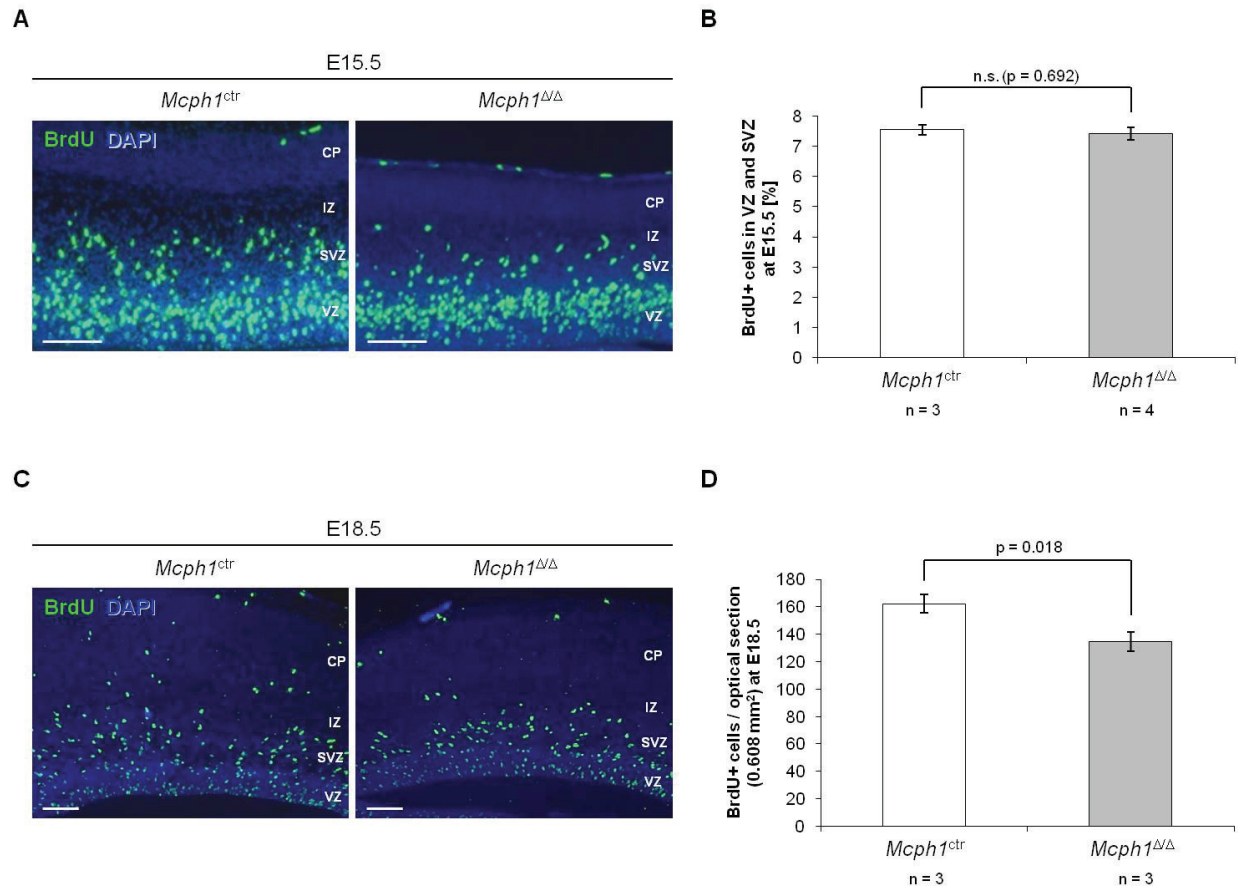 A
E15.5
Mcph1ctr
Mcph1Δ/Δ
BrdU DAPI
CP
IZ
SVZ
VZ
CP
IZ
SVZ
VZ
B
n.s. (p = 0.692)
BrdU+ cells in VZ and SVZ
at E15.5 [%]
8
7
6
5
4
3
2
1
0
Mcph1ctr
Mcph1Δ/Δ
n = 3
n = 4
C
E18.5
Mcph1ctr
Mcph1Δ/Δ
BrdU DAPI
CP
IZ
SVZ
VZ
CP
IZ
SVZ
VZ
D
p = 0.018
BrdU+ cells / optical section
(0.608 mm²) at E18.5
180
160
140
120
100
80
60
40
20
0
Mcph1ctr
Mcph1Δ/Δ
n = 3
n = 3